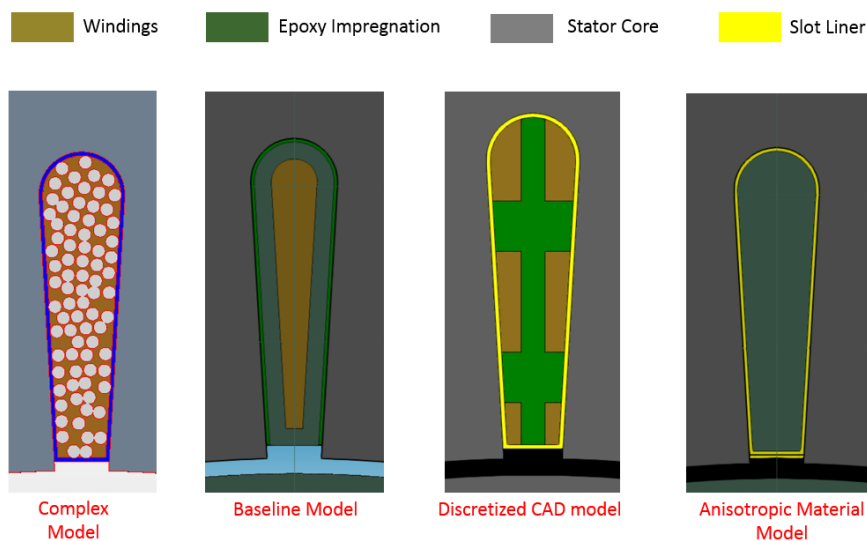 Windings
Epoxy Impregnation
Stator Core
Slot Liner
Complex
Model
Baseline Model
Discretized CAD model
Anisotropic Material
Model